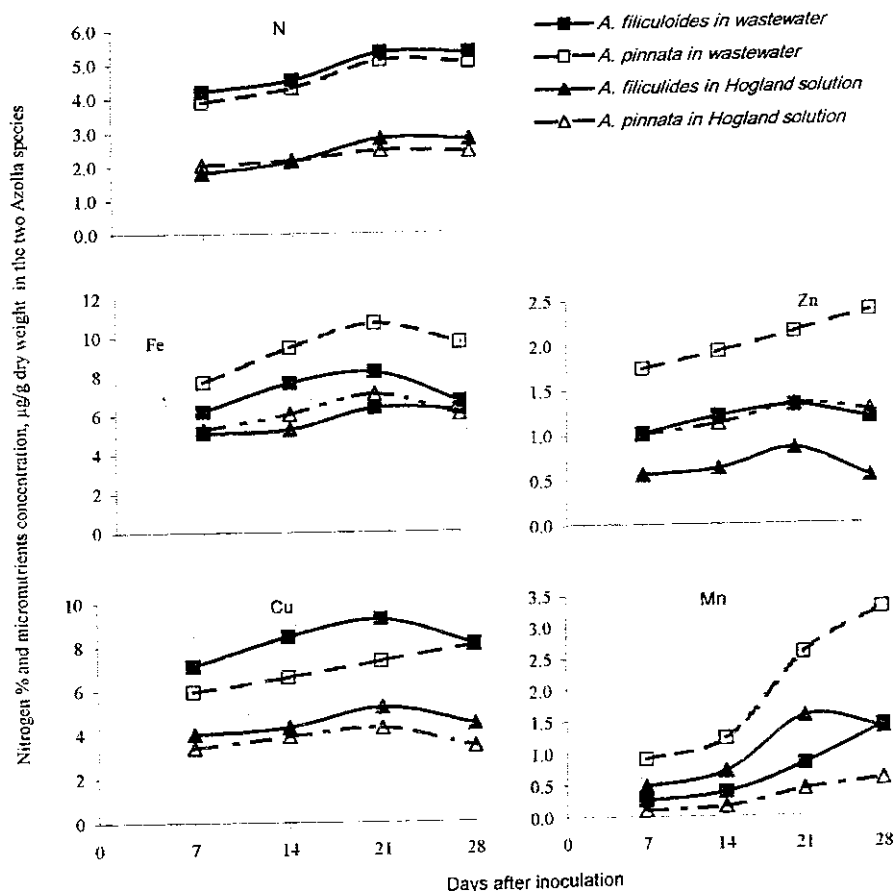 N
6.0
5.0
4.0
3.0
2.0
1.0
0.0
A. filiculoides in wastewater
A. pinnata in wastewater
A. filiculides in Hogland solution
A. pinnata in Hogland solution
Nitrogen % and micronutrients concentration, µg/g dry weight in the two Azolla species
Fe
12
10
8
6
4
2
0
Zn
2.5
2.0
1.5
1.0
0.5
0.0
Cu
10
8
6
4
2
0
0 7 14 21 28
Mn
3.5
3.0
2.5
2.0
1.5
1.0
0.5
0.0
0 7 14 21 28
Days after inoculation